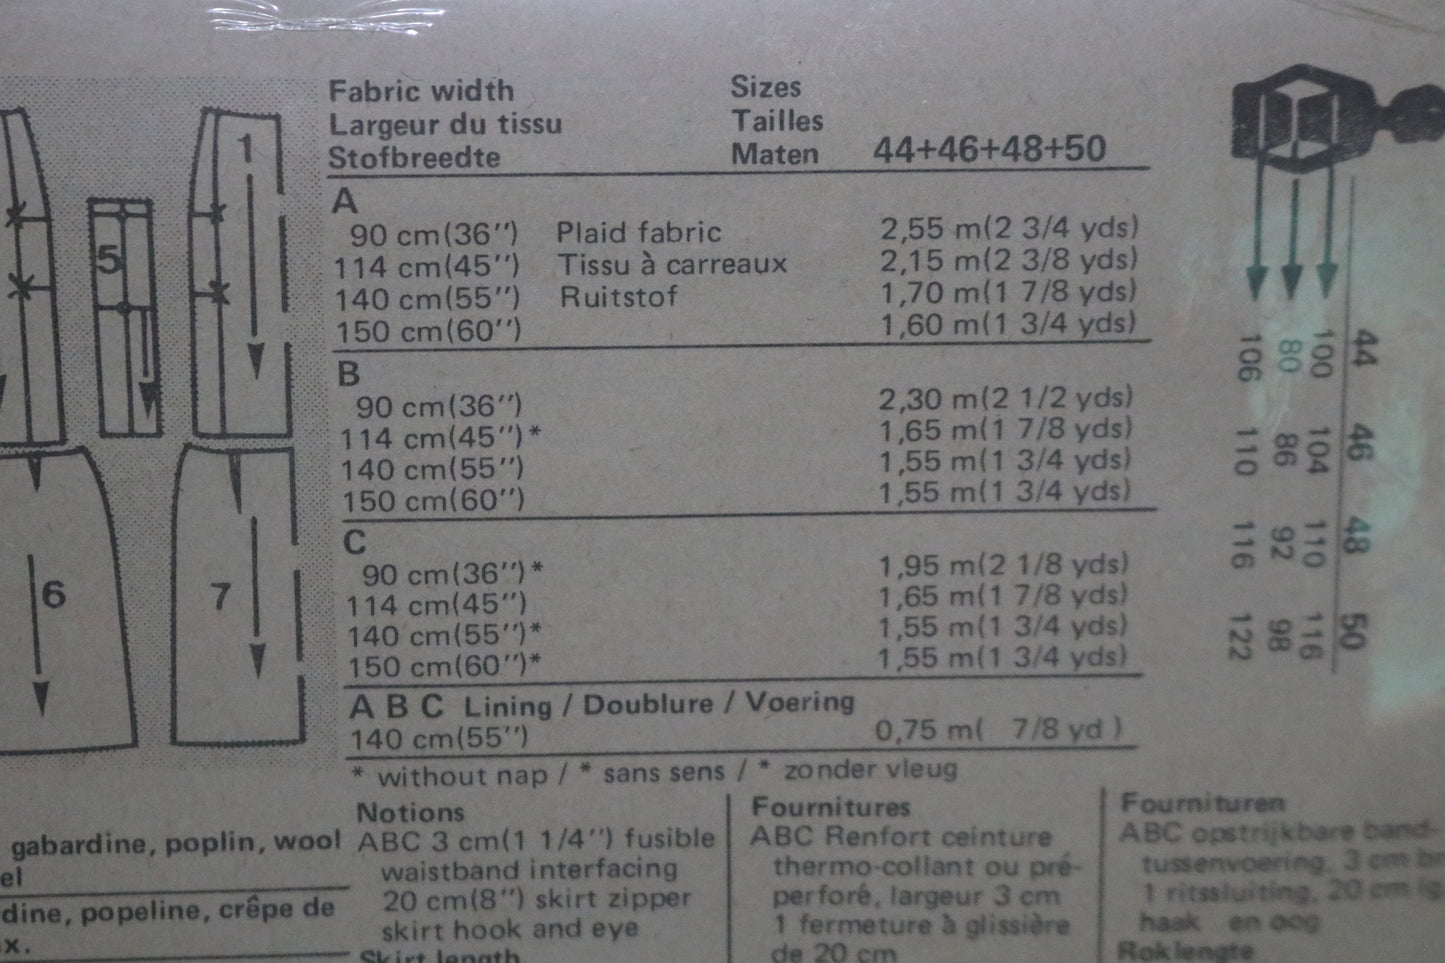 Fabric width Sizes
Largeur du tissu Tailles
Stofbreedte Maten 44+46+48+50
A
90 cm(36'') Plaid fabric 2,55 m(2 3/4 yds)
114 cm(45'') Tissu à carreaux 2,15 m(2 3/8 yds)
140 cm(55'') Ruitstof 1,70 m(1 7/8 yds)
150 cm(60'') 1,60 m(1 3/4 yds)
B
90 cm(36'') 2,30 m(2 1/2 yds)
114 cm(45'')* 1,65 m(1 7/8 yds)
140 cm(55'') 1,55 m(1 3/4 yds)
150 cm(60'') 1,55 m(1 3/4 yds)
C
90 cm(36'')* 1,95 m(2 1/8 yds)
114 cm(45'') 1,65 m(1 7/8 yds)
140 cm(55'')* 1,55 m(1 3/4 yds)
150 cm(60'')* 1,55 m(1 3/4 yds)
A B C Lining / Doublure / Voering
140 cm(55'') 0,75 m( 7/8 yd )
* without nap / * sans sens / * zonder vleug
1
5
6
7
44 100 80 106
46 104 86 110
48 110 92 116
50 116 98 122
gabardine, poplin, wool
el
dine, popeline, crêpe de
x.
Notions
ABC 3 cm(1 1/4'') fusible
waistband interfacing
20 cm(8'') skirt zipper
skirt hook and eye
Skirt length
Fournitures
ABC Renfort ceinture
thermo-collant ou pré-
perforé, largeur 3 cm
1 fermeture à glissière
de 20 cm
Fournituren
ABC opstrijkbare band-
tussenvoering, 3 cm br
1 ritssluiting, 20 cm lg
haak en oog
Roklengte